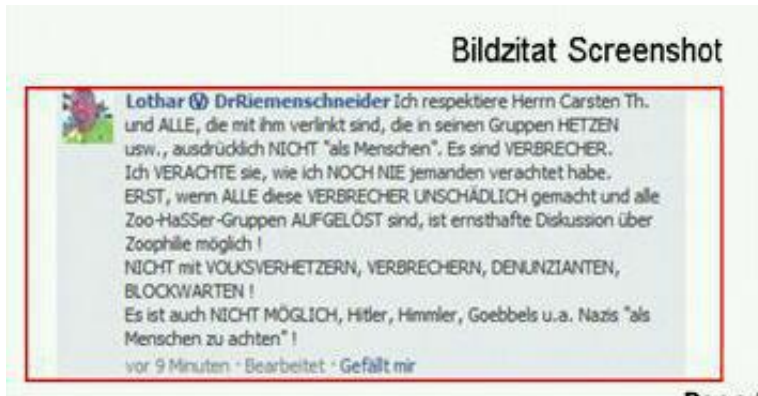 Bildzitat Screenshot
Lothar Ⓥ DrRiemenschneider Ich respektiere Herrn Carsten Th.
und ALLE, die mit ihm verlinkt sind, die in seinen Gruppen HETZEN
usw., ausdrücklich NICHT "als Menschen". Es sind VERBRECHER.
Ich VERACHTE sie, wie ich NOCH NIE jemanden verachtet habe.
ERST, wenn ALLE diese VERBRECHER UNSCHÄDLICH gemacht und alle
Zoo-HaSSer-Gruppen AUFGELÖST sind, ist ernsthafte Diskussion über
Zoophilie möglich !
NICHT mit VOLKSVERHETZERN, VERBRECHERN, DENUNZIANTEN,
BLOCKWARTEN !
Es ist auch NICHT MÖGLICH, Hitler, Himmler, Goebbels u.a. Nazis "als
Menschen zu achten" !
vor 9 Minuten · Bearbeitet · Gefällt mir